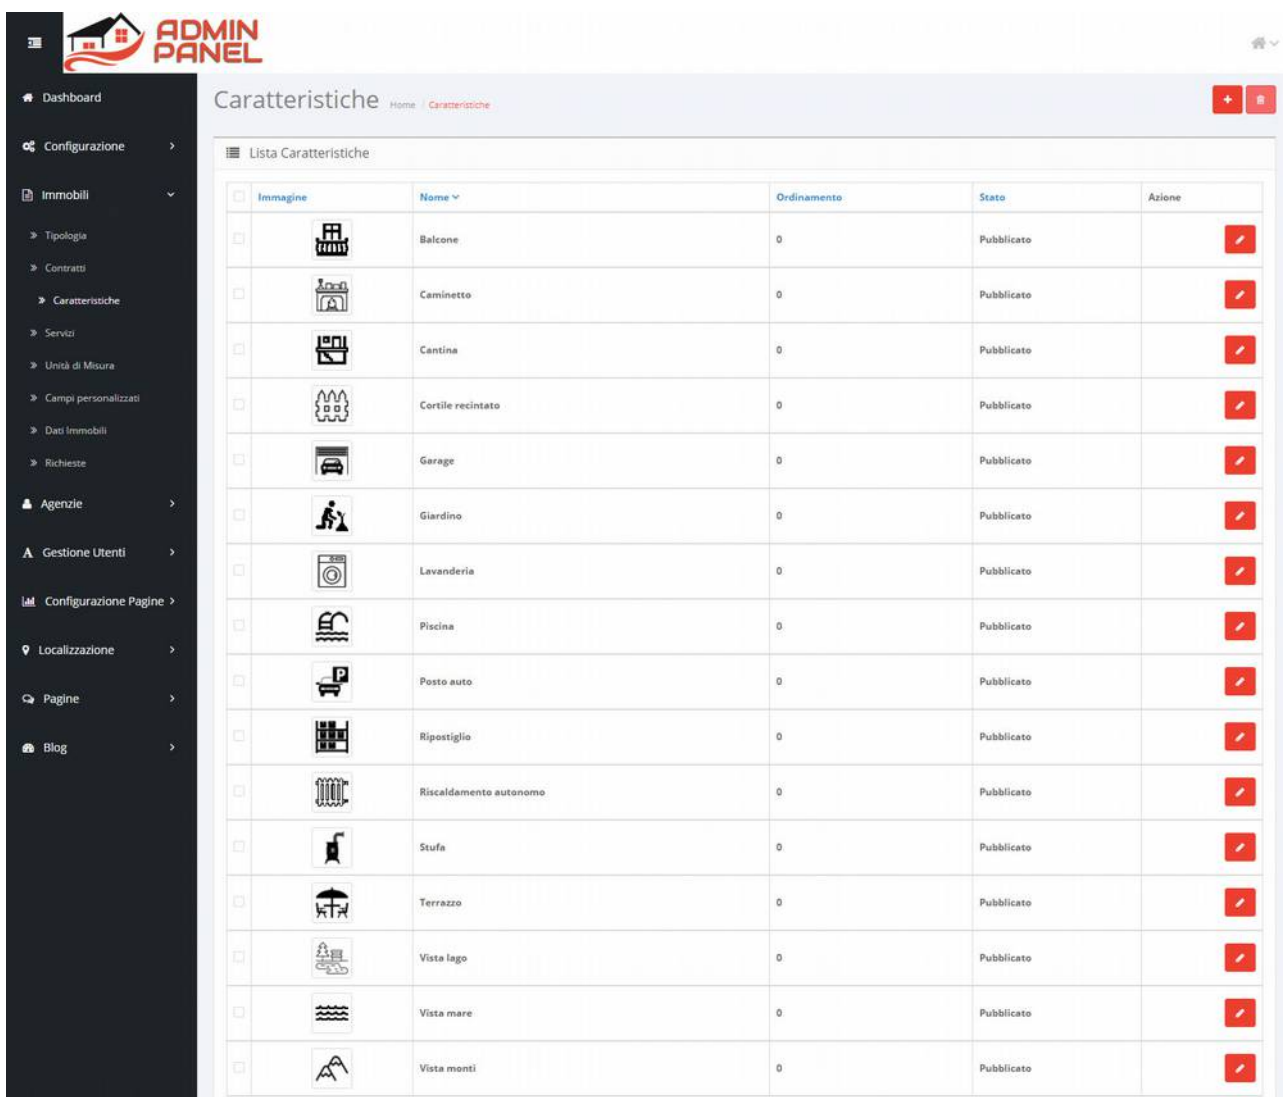 ADMIN
PANEL
Dashboard
Configurazione
Immobili
Tipologia
Contratti
Caratteristiche
Servizi
Unità di Misura
Campi personalizzati
Dati Immobili
Richieste
Agenzie
Gestione Utenti
Configurazione Pagine
Localizzazione
Pagine
Blog
Caratteristiche Home / Caratteristiche
Lista Caratteristiche
Immagine Nome Ordinamento Stato Azione
Balcone 0 Pubblicato
Caminetto 0 Pubblicato
Cantina 0 Pubblicato
Cortile recintato 0 Pubblicato
Garage 0 Pubblicato
Giardino 0 Pubblicato
Lavanderia 0 Pubblicato
Piscina 0 Pubblicato
P Posto auto 0 Pubblicato
Ripostiglio 0 Pubblicato
Riscaldamento autonomo 0 Pubblicato
Stufa 0 Pubblicato
Terrazzo 0 Pubblicato
Vista lago 0 Pubblicato
Vista mare 0 Pubblicato
Vista monti 0 Pubblicato